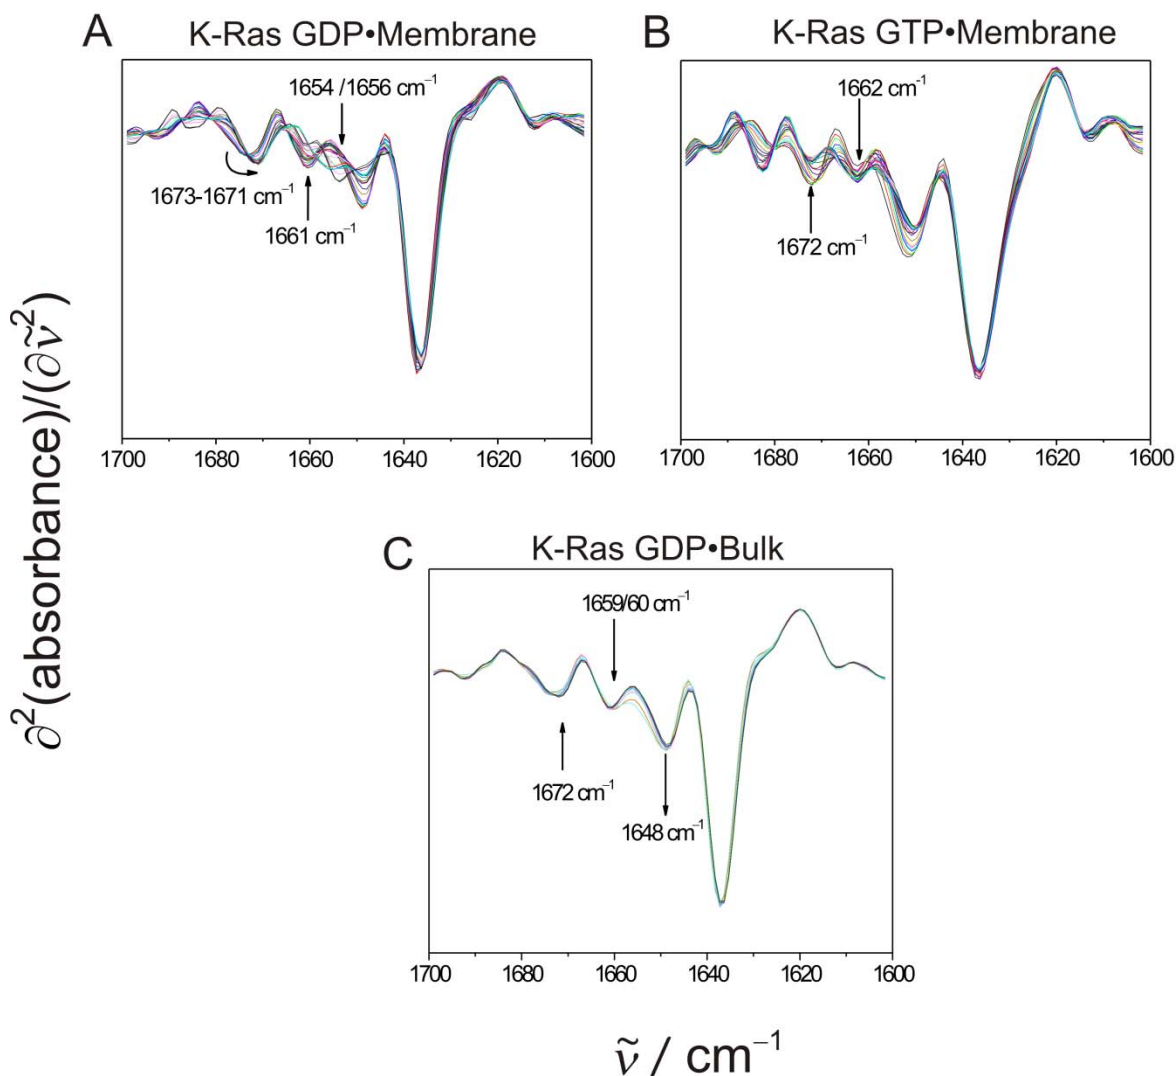 A
K-Ras GDP•Membrane
1654 /1656 cm⁻¹
1673-1671 cm⁻¹
1661 cm⁻¹
1700 1680 1660 1640 1620 1600
B
K-Ras GTP•Membrane
1662 cm⁻¹
1672 cm⁻¹
1700 1680 1660 1640 1620 1600
∂²(absorbance)/(∂ṽ²)
C
K-Ras GDP•Bulk
1659/60 cm⁻¹
1672 cm⁻¹
1648 cm⁻¹
1700 1680 1660 1640 1620 1600
ṽ / cm⁻¹